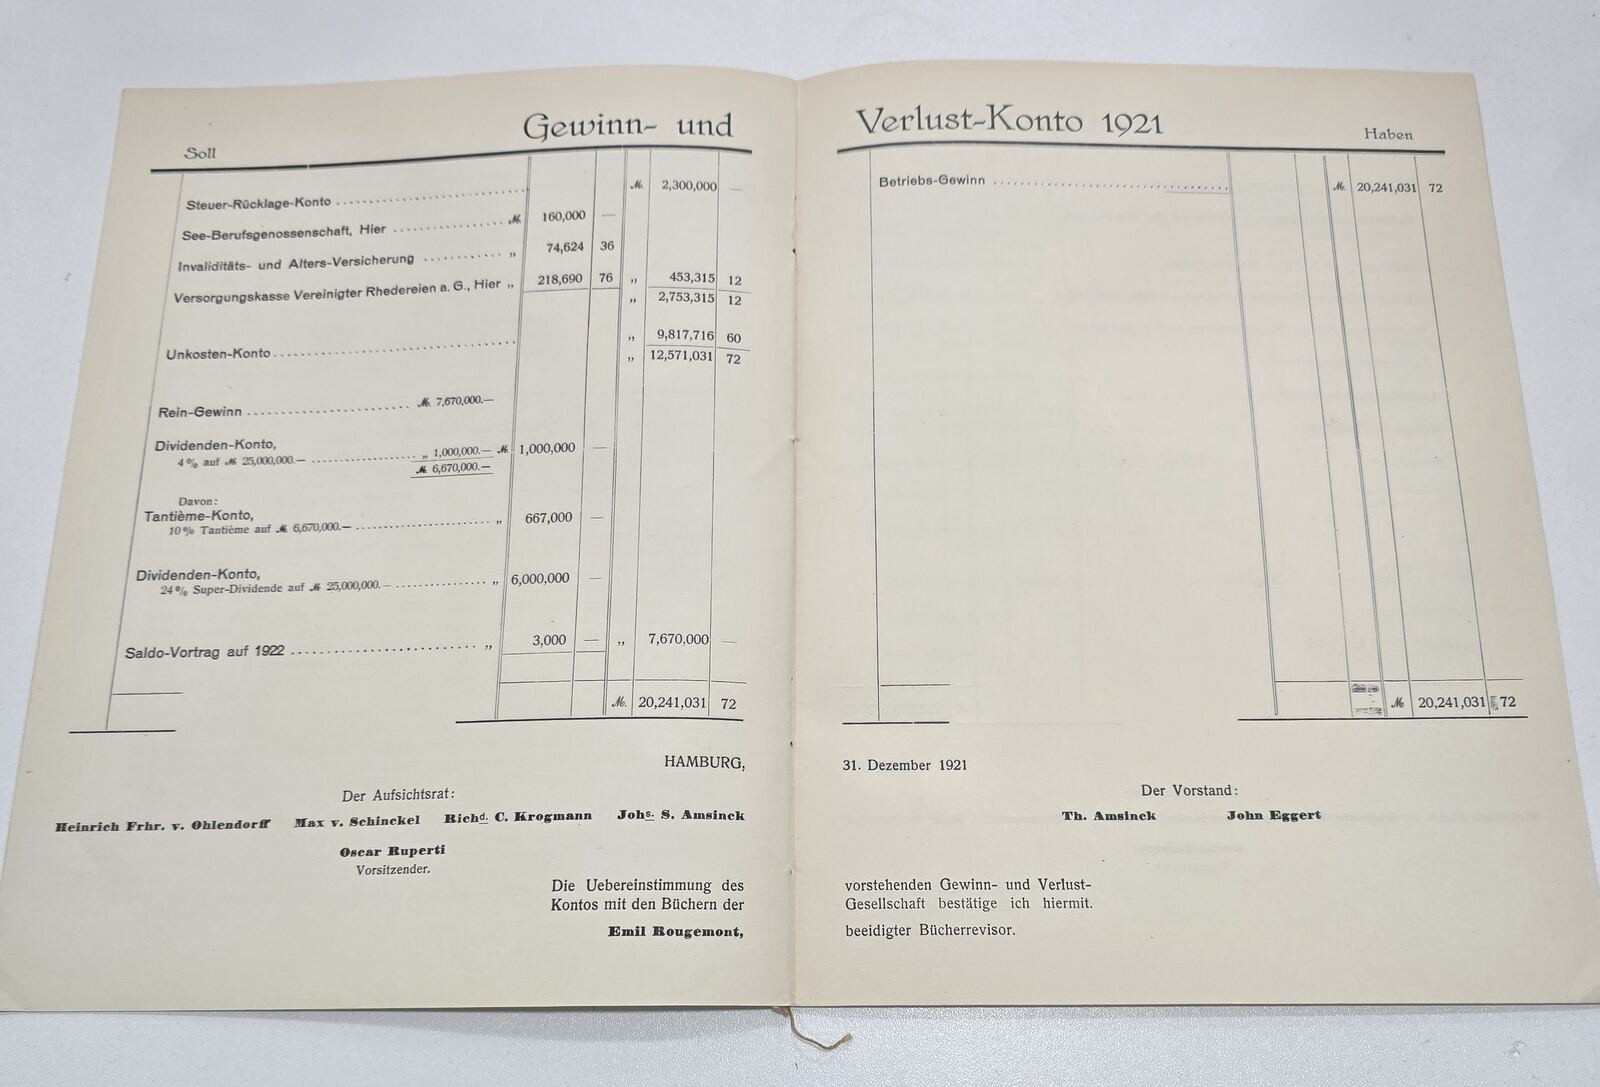 Gewinn- und Verlust-Konto 1921
Soll
Steuer-Rücklage-Konto ........................ M. 2,300,000 —
See-Berufsgenossenschaft, Hier ................ M 160,000 —
Invaliditäts- und Alters-Versicherung ........... „ 74,624 36
Versorgungskasse Vereinigter Rhedereien a. G., Hier „ 218,690 76 „ 453,315 12
„ 2,753,315 12
Unkosten-Konto ........................ „ 9,817,716 60
„ 12,571,031 72
Rein-Gewinn ........................ M. 7,670,000.—
Dividenden-Konto,
4% auf M 25,000,000.— .................. „ 1,000,000.— M. 1,000,000 —
M 6,670,000.—
Davon:
Tantième-Konto,
10% Tantième auf M 6,670,000.— .................. „ 667,000 —
Dividenden-Konto,
24% Super-Dividende auf M 25,000,000.— ............... „ 6,000,000 —
Saldo-Vortrag auf 1922 ........................ „ 3,000 — „ 7,670,000 —
M. 20,241,031 72
Haben
Betriebs-Gewinn ........................ M. 20,241,031 72
M 20,241,031 72
HAMBURG, 31. Dezember 1921
Der Aufsichtsrat:
Heinrich Frhr. v. Ohlendorff Max v. Schinckel Richd. C. Krogmann Johs. S. Amsinck
Oscar Ruperti
Vorsitzender.
Der Vorstand:
Th. Amsinck John Eggert
Die Uebereinstimmung des vorstehenden Gewinn- und Verlust-
Kontos mit den Büchern der Gesellschaft bestätige ich hiermit.
Emil Rougemont, beeidigter Bücherrevisor.